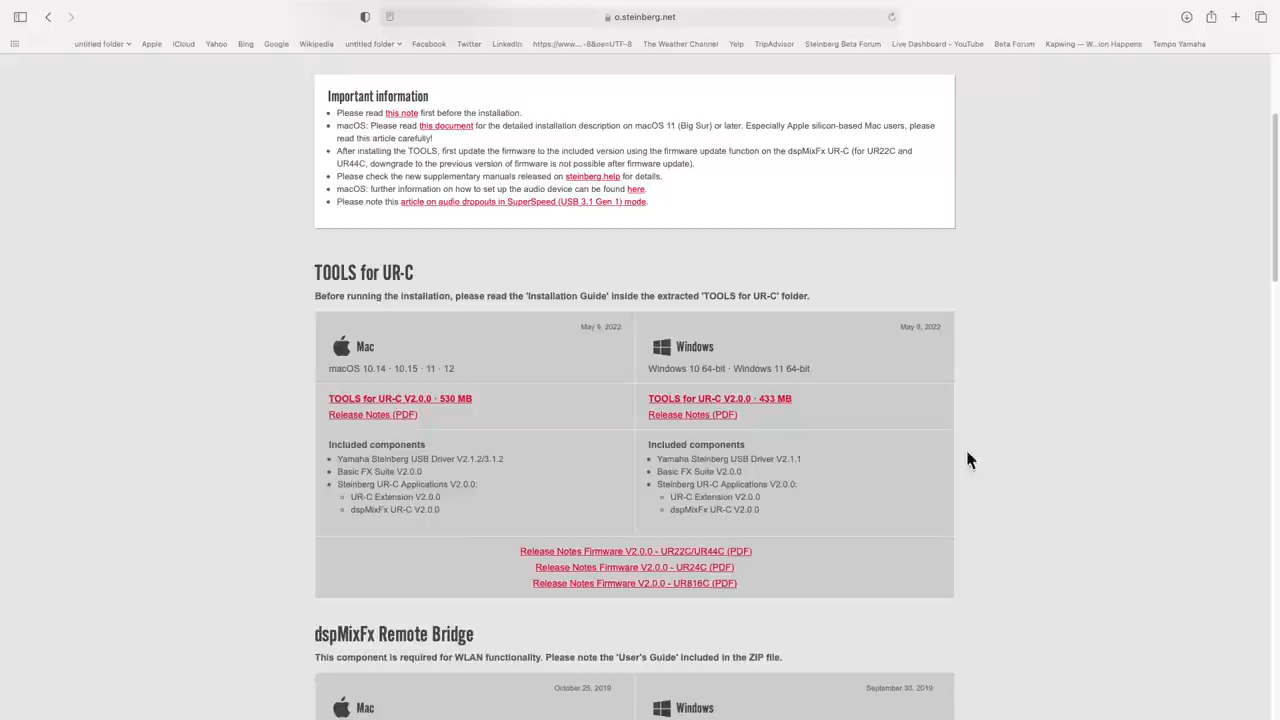 o.steinberg.net
untitled folder
Apple
iCloud
Yahoo
Bing
Google
Wikipedia
untitled folder
Facebook
Twitter
LinkedIn
https://www....-8&oe=UTF-8
The Weather Channel
Yelp
TripAdvisor
Steinberg Beta Forum
Live Dashboard - YouTube
Beta Forum
Kapwing — W...ion Happens
Tempo Yamaha
Important information
Please read this note first before the installation.
macOS: Please read this document for the detailed installation description on macOS 11 (Big Sur) or later. Especially Apple silicon-based Mac users, please
read this article carefully!
After installing the TOOLS, first update the firmware to the included version using the firmware update function on the dspMixFx UR-C (for UR22C and
UR44C, downgrade to the previous version of firmware is not possible after firmware update).
Please check the new supplementary manuals released on steinberg.help for details.
macOS: further information on how to set up the audio device can be found here.
Please note this article on audio dropouts in SuperSpeed (USB 3.1 Gen 1) mode.
TOOLS for UR-C
Before running the installation, please read the 'Installation Guide' inside the extracted 'TOOLS for UR-C' folder.
May 6, 2022
Mac
macOS 10.14 · 10.15 · 11 · 12
TOOLS for UR-C V2.0.0 · 530 MB
Release Notes (PDF)
Included components
Yamaha Steinberg USB Driver V2.1.2/3.1.2
Basic FX Suite V2.0.0
Steinberg UR-C Applications V2.0.0:
UR-C Extension V2.0.0
dspMixFx UR-C V2.0.0
May 6, 2022
Windows
Windows 10 64-bit · Windows 11 64-bit
TOOLS for UR-C V2.0.0 · 433 MB
Release Notes (PDF)
Included components
Yamaha Steinberg USB Driver V2.1.1
Basic FX Suite V2.0.0
Steinberg UR-C Applications V2.0.0:
UR-C Extension V2.0.0
dspMixFx UR-C V2.0.0
Release Notes Firmware V2.0.0 - UR22C/UR44C (PDF)
Release Notes Firmware V2.0.0 - UR24C (PDF)
Release Notes Firmware V2.0.0 - UR816C (PDF)
dspMixFx Remote Bridge
This component is required for WLAN functionality. Please note the 'User's Guide' included in the ZIP file.
October 25, 2019
Mac
September 30, 2019
Windows